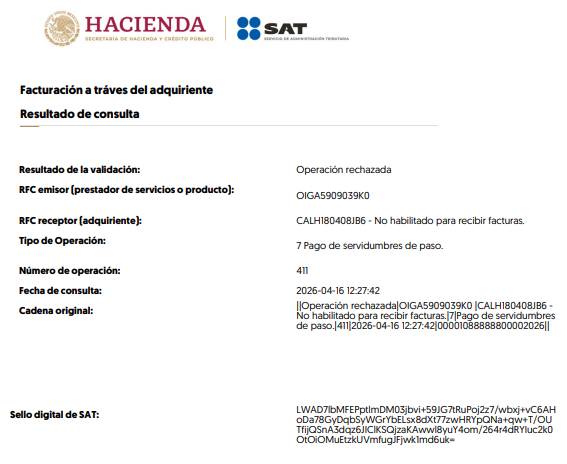 HACIENDA
SECRETARÍA DE HACIENDA Y CRÉDITO PÚBLICO
SAT
SERVICIO DE ADMINISTRACIÓN TRIBUTARIA
Facturación a tráves del adquiriente
Resultado de consulta
Resultado de la validación: Operación rechazada
RFC emisor (prestador de servicios o producto): OIGA5909039K0
RFC receptor (adquiriente): CALH180408JB6 - No habilitado para recibir facturas.
Tipo de Operación: 7 Pago de servidumbres de paso.
Número de operación: 411
Fecha de consulta: 2026-04-16 12:27:42
Cadena original: ||Operación rechazada|OIGA5909039K0 |CALH180408JB6 -
No habilitado para recibir facturas.|7|Pago de servidumbres
de paso.|411|2026-04-16 12:27:42|00001088888800002026||
Sello digital de SAT: LWAD7lbMFEPptlmDM03jbvi+59JG7tRuPoj2z7/wbxj+vC6AH
oDa78GyDqbSyWGrYbELsx8dXt77zwHRYpQNa+qw+T/OU
TfijQSnA3dqz6JIClKSQjzaKAwwl8yuY4om/264r4dRYluc2k0
OtOiOMuEtzkUVmfugJFjwk1md6uk=